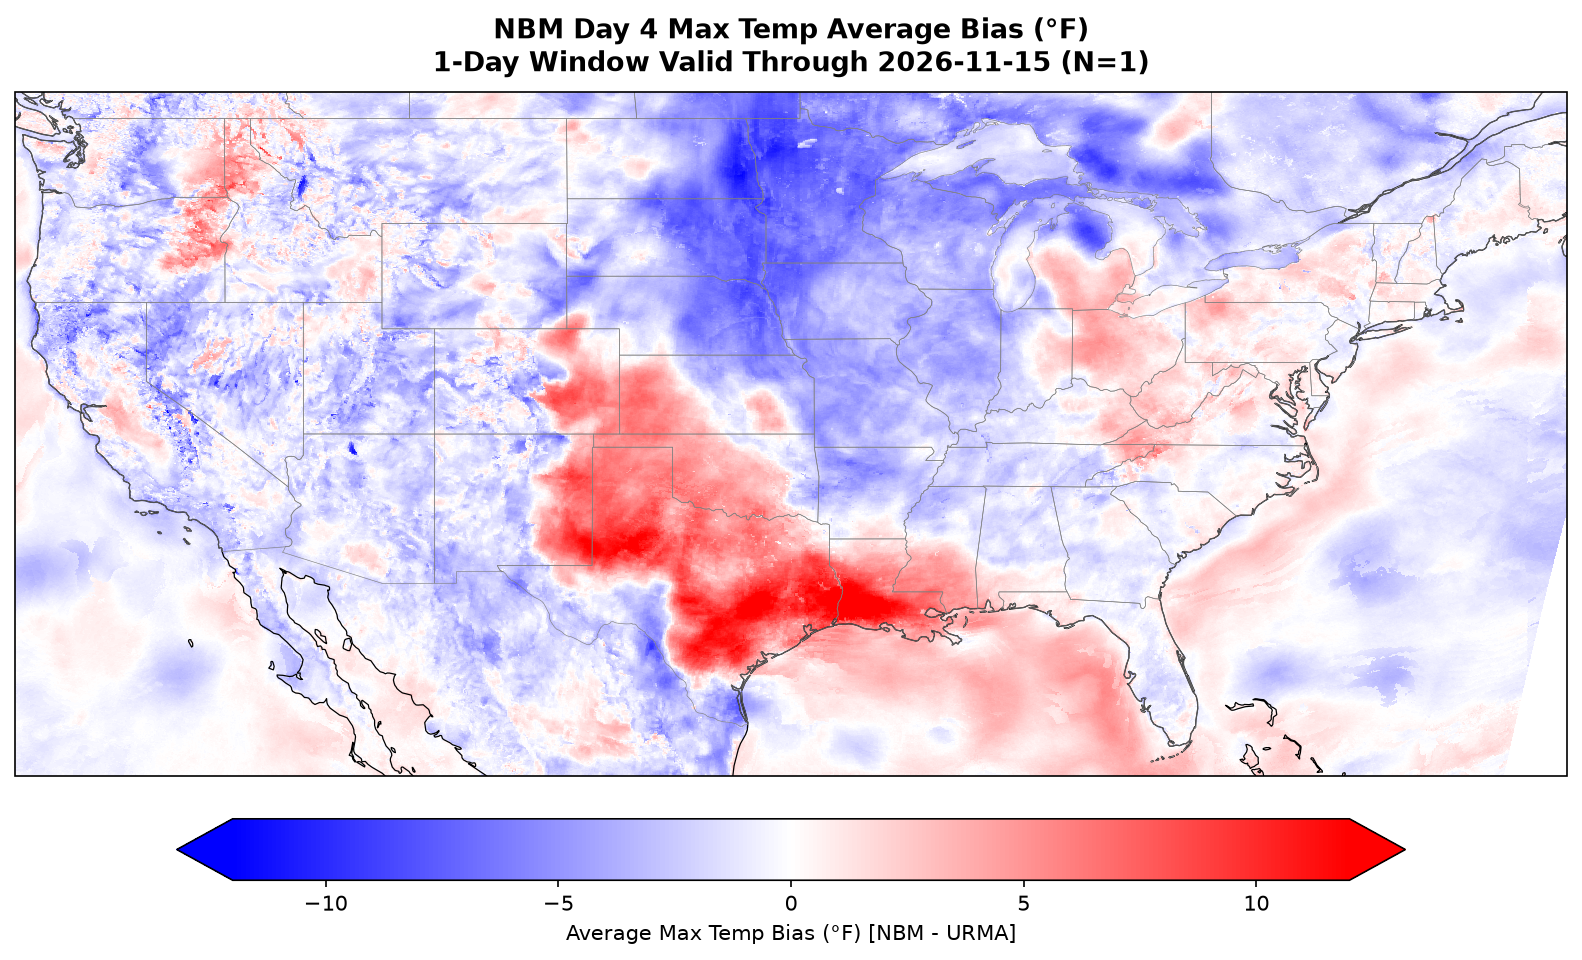 NBM Day 4 Max Temp Average Bias (°F)
1-Day Window Valid Through 2026-11-15 (N=1)
−10 −5 0 5 10
Average Max Temp Bias (°F) [NBM - URMA]